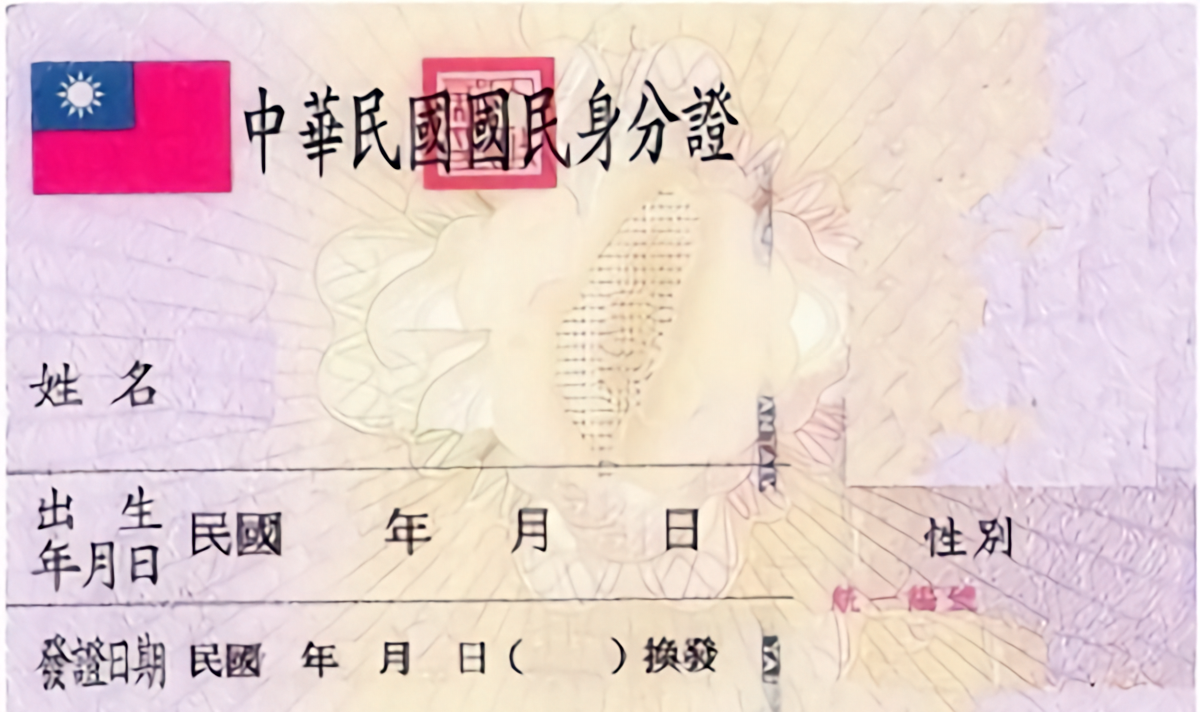 中華民國國民身分證
姓名
出生
年月日 民國 年 月 日
性別
統一編號
發證日期 民國 年 月 日 ( ) 換發